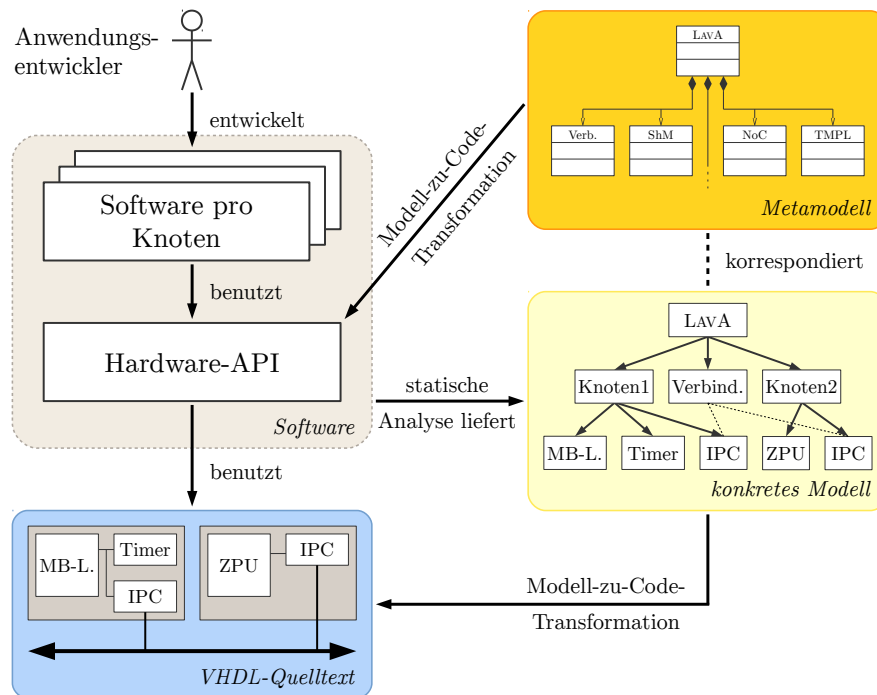 Anwendungs-
entwickler
entwickelt
Software pro
Knoten
benutzt
Hardware-API
Software
benutzt
Modell-zu-Code-
Transformation
LavA
Verb.
ShM
NoC
TMPL
Metamodell
korrespondiert
statische
Analyse liefert
LavA
Knoten1
Verbind.
Knoten2
MB-L.
Timer
IPC
ZPU
IPC
konkretes Modell
Modell-zu-Code-
Transformation
MB-L.
Timer
IPC
ZPU
IPC
VHDL-Quelltext